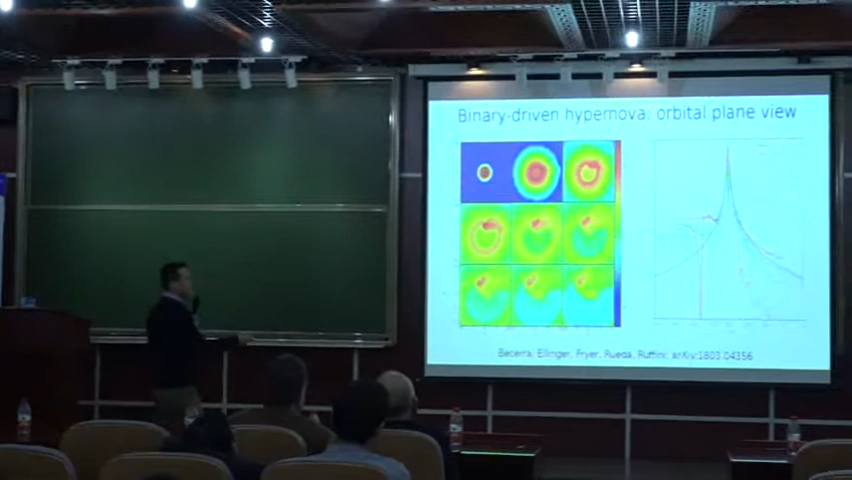 Binary-driven hypernova: orbital plane view
Becerra, Ellinger, Fryer, Rueda, Ruffini; arXiv:1803.04356